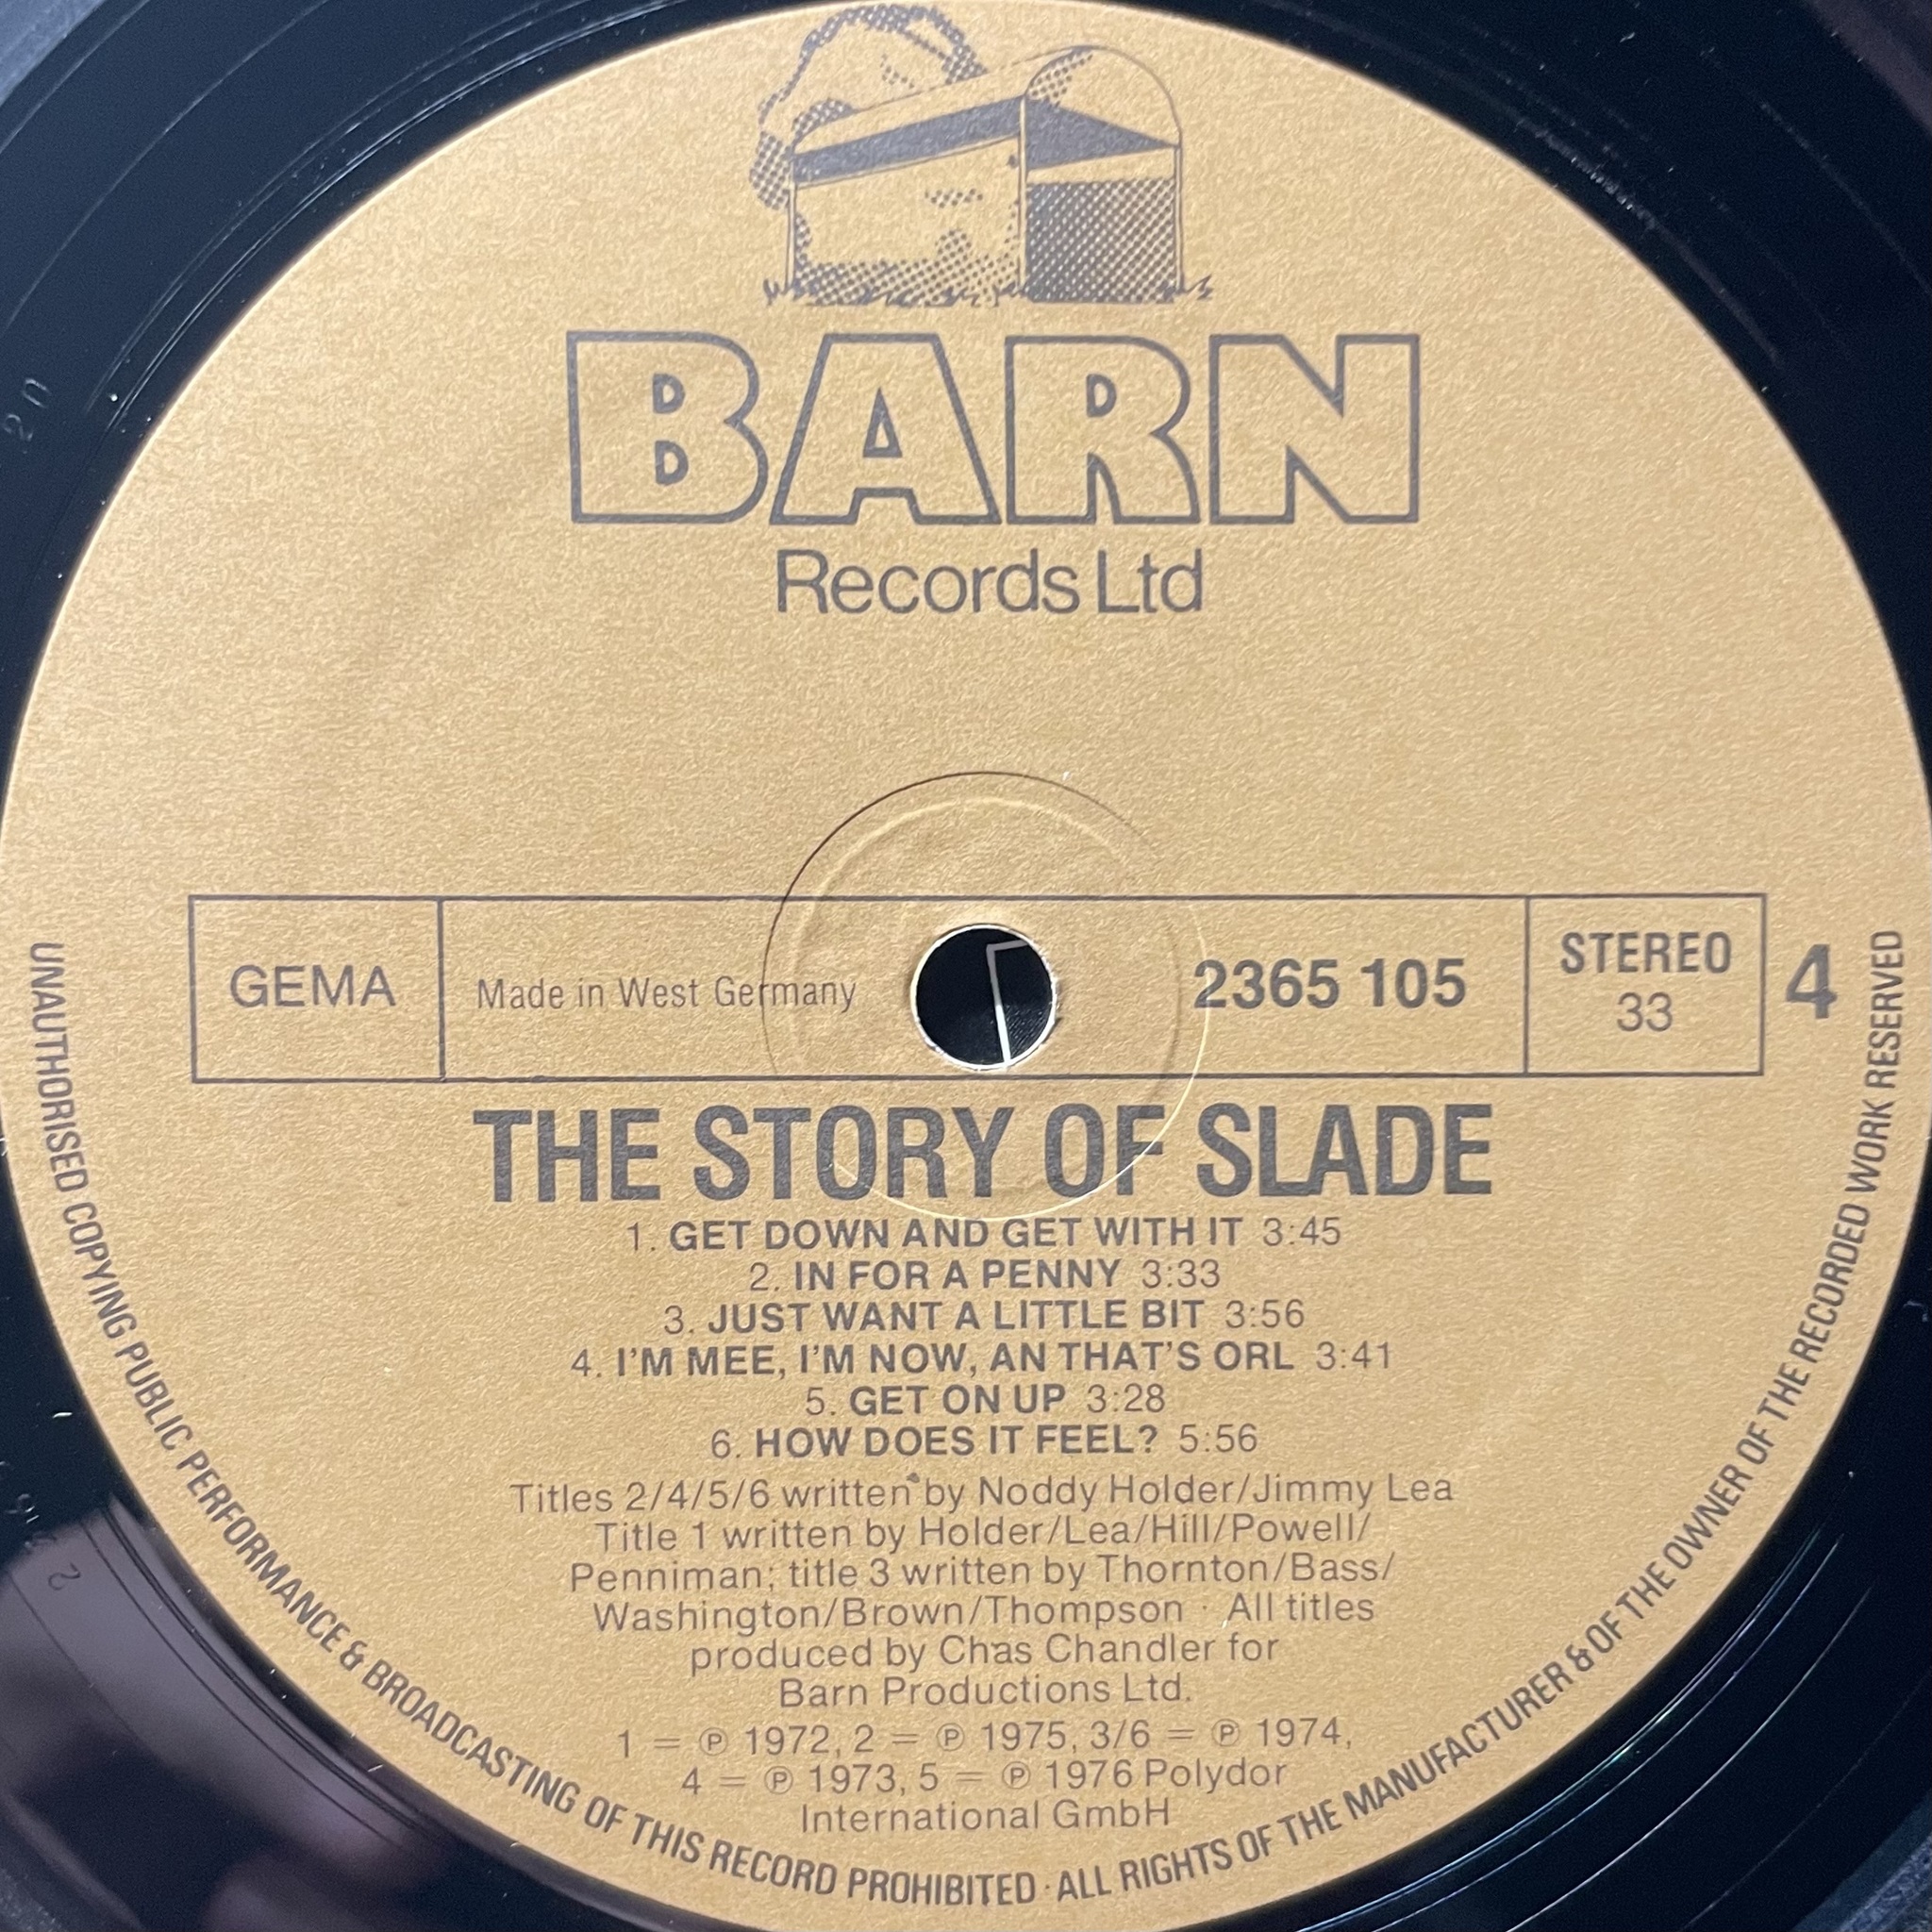 BARN
Records Ltd
GEMA
Made in West Germany
2365 105
STEREO
33
4
THE STORY OF SLADE
1. GET DOWN AND GET WITH IT 3:45
2. IN FOR A PENNY 3:33
3. JUST WANT A LITTLE BIT 3:56
4. I'M MEE, I'M NOW, AN THAT'S ORL 3:41
5. GET ON UP 3:28
6. HOW DOES IT FEEL? 5:56
Titles 2/4/5/6 written by Noddy Holder/Jimmy Lea
Title 1 written by Holder/Lea/Hill/Powell/
Penniman; title 3 written by Thornton/Bass/
Washington/Brown/Thompson · All titles
produced by Chas Chandler for
Barn Productions Ltd.
1 = ℗ 1972, 2 = ℗ 1975, 3/6 = ℗ 1974,
4 = ℗ 1973, 5 = ℗ 1976 Polydor
International GmbH
UNAUTHORISED COPYING PUBLIC PERFORMANCE & BROADCASTING OF THIS RECORD PROHIBITED · ALL RIGHTS OF THE MANUFACTURER & OF THE OWNER OF THE RECORDED WORK RESERVED